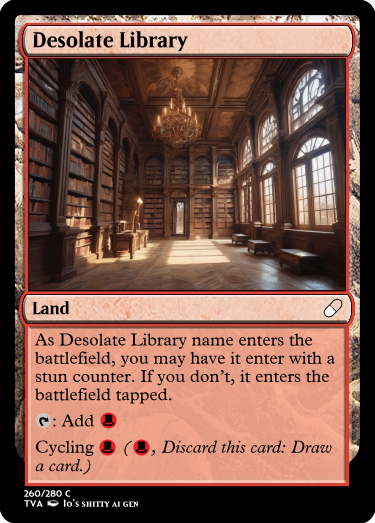 Desolate Library
Land
As Desolate Library name enters the
battlefield, you may have it enter with a
stun counter. If you don't, it enters the
battlefield tapped.
: Add
Cycling ( , Discard this card: Draw
a card.)
260/280 C
TVA Io's shitty ai gen